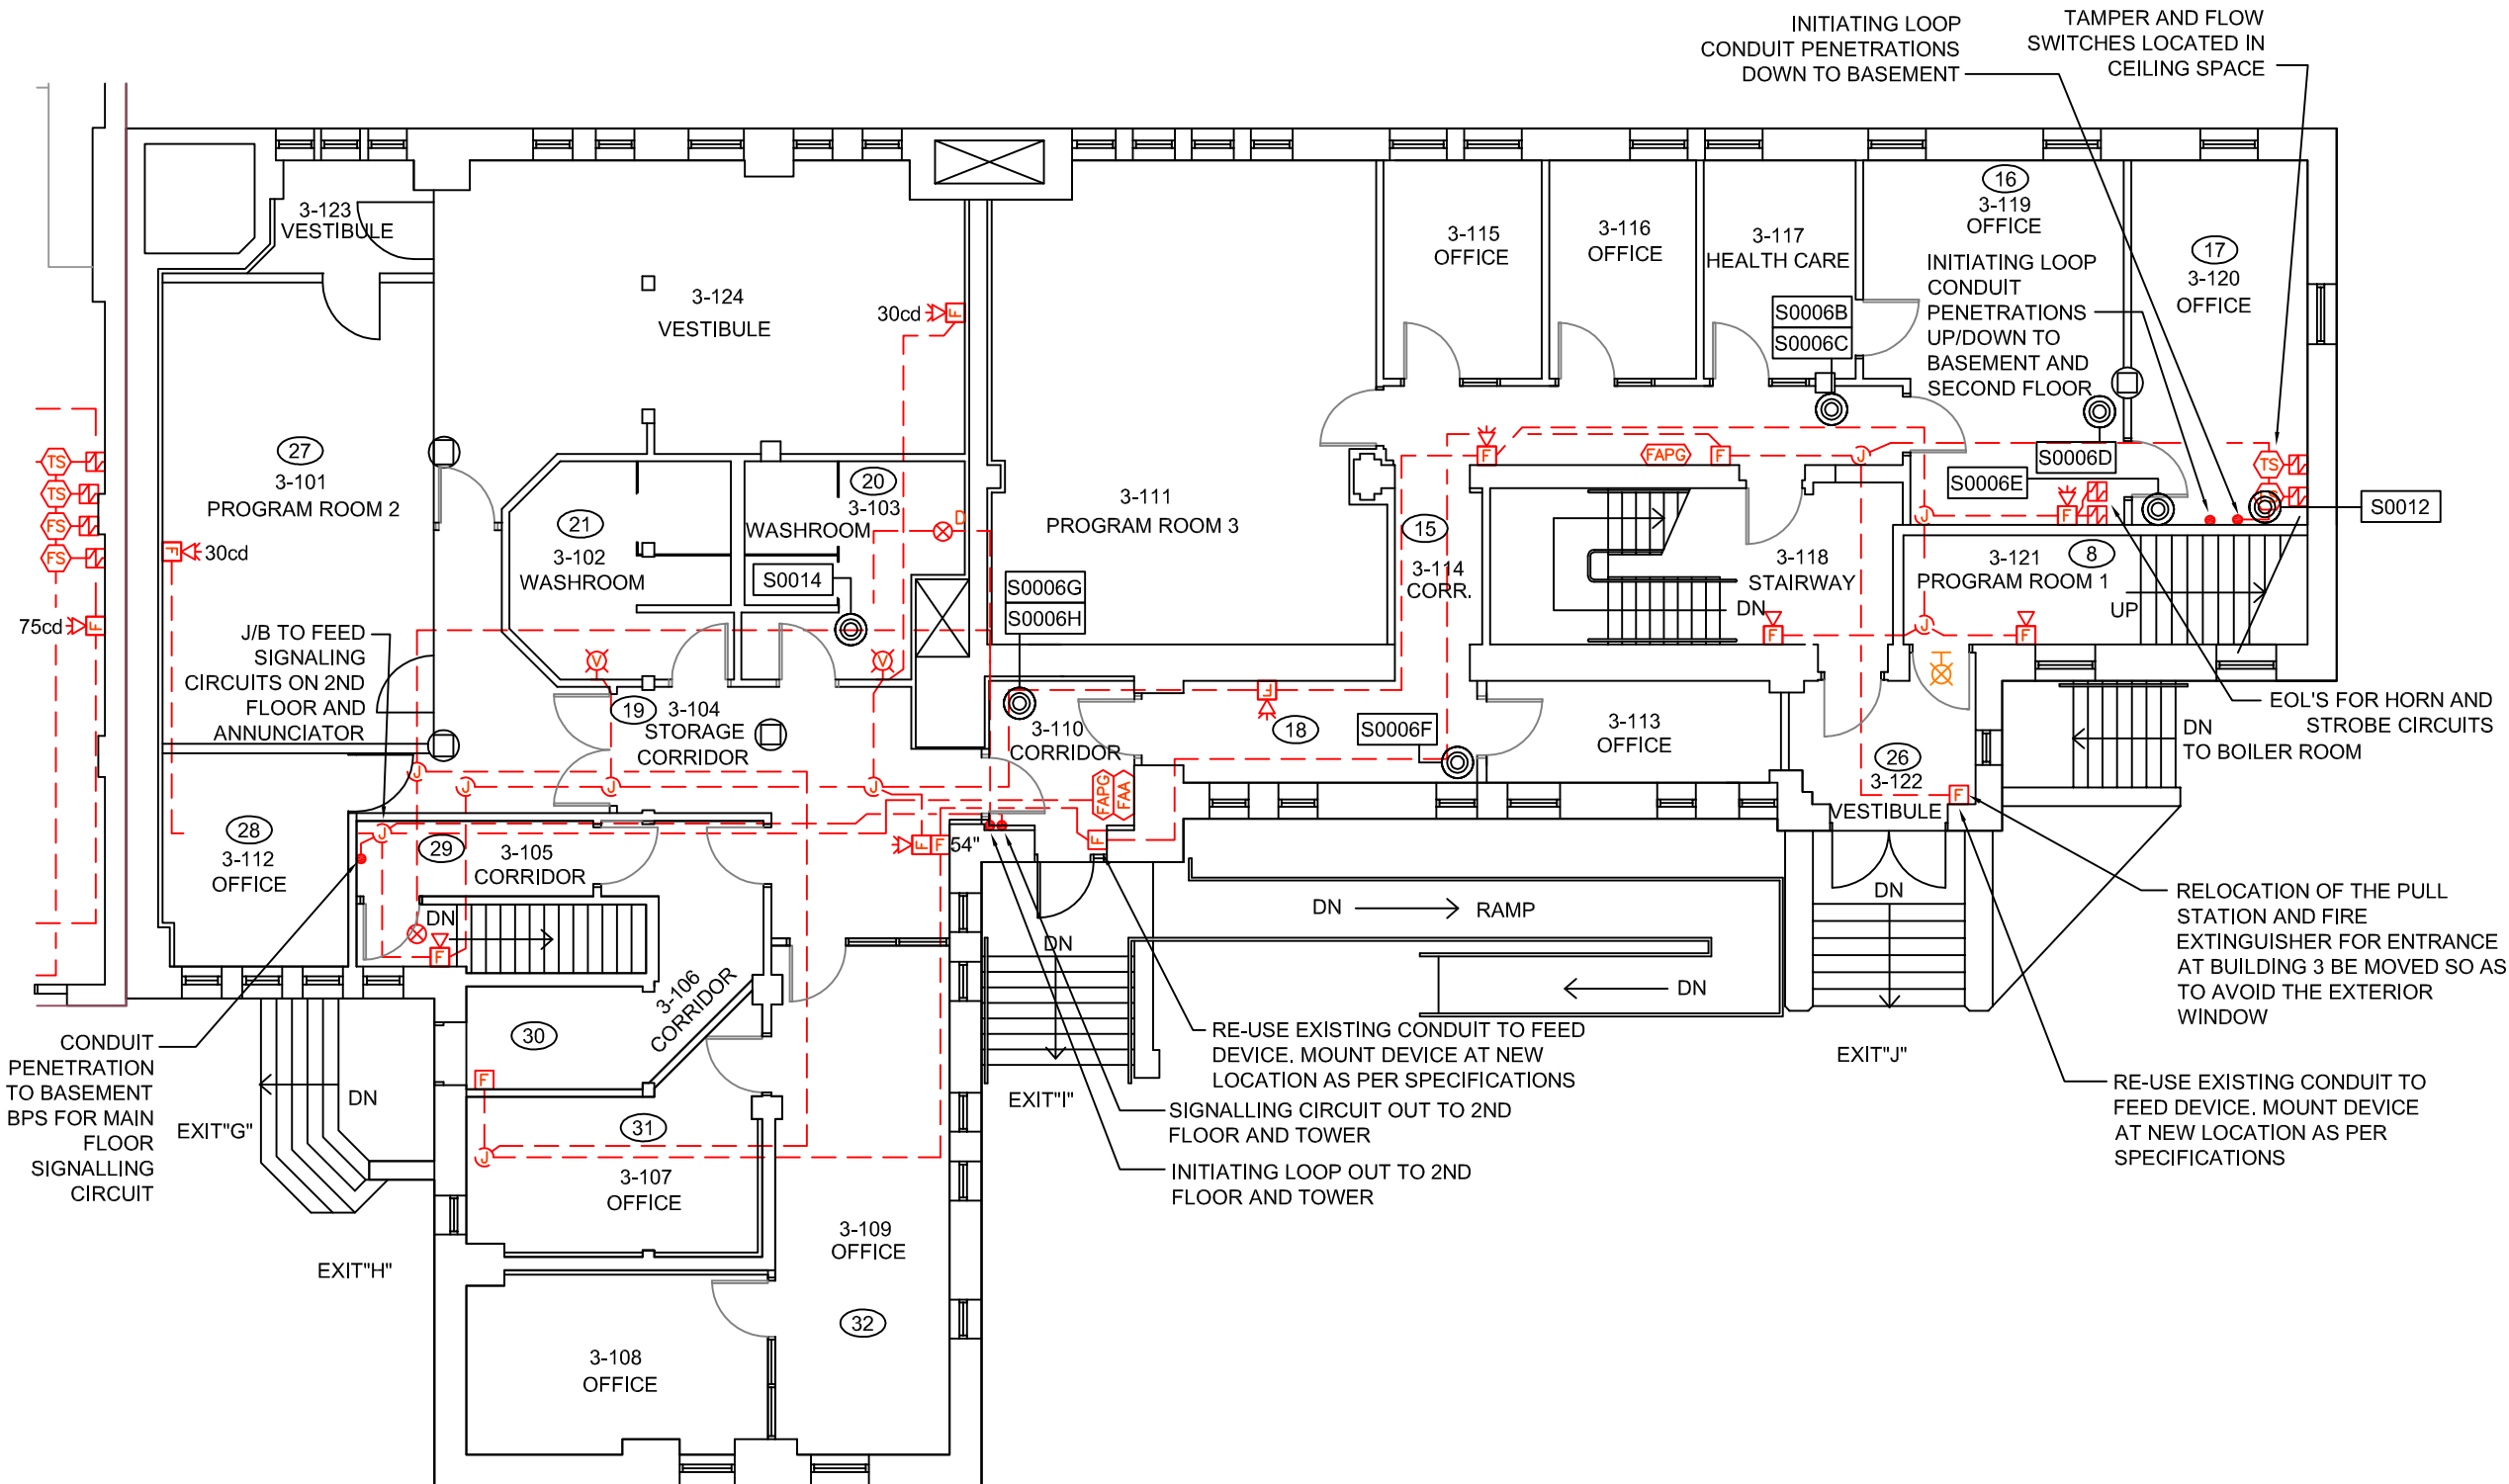 INITIATING LOOP
CONDUIT PENETRATIONS
DOWN TO BASEMENT
TAMPER AND FLOW
SWITCHES LOCATED IN
CEILING SPACE
3-123
VESTIBULE
3-124
VESTIBULE
30cd
F
3-115
OFFICE
3-116
OFFICE
3-117
HEALTH CARE
16
3-119
OFFICE
17
3-120
OFFICE
INITIATING LOOP
CONDUIT
PENETRATIONS
UP/DOWN TO
BASEMENT AND
SECOND FLOOR
S0006B
S0006C
S0006D
S0006E
S0012
TS
TS
TS
FS
FS
27
3-101
PROGRAM ROOM 2
F
30cd
75cd
F
21
3-102
WASHROOM
20
3-103
WASHROOM
D
S0014
3-111
PROGRAM ROOM 3
F
FAPG
F
J
15
3-114
CORR.
3-118
STAIRWAY
DN
J
F
8
3-121
PROGRAM ROOM 1
UP
F
J
F
S0006G
S0006H
J/B TO FEED
SIGNALING
CIRCUITS ON 2ND
FLOOR AND
ANNUNCIATOR
V
V
19
3-104
STORAGE
CORRIDOR
3-110
CORRIDOR
F
18
S0006F
3-113
OFFICE
EOL'S FOR HORN AND
STROBE CIRCUITS
DN
TO BOILER ROOM
26
3-122
VESTIBULE
F
J
J
J
J
FAPG
FAA
28
3-112
OFFICE
J
29
3-105
CORRIDOR
F
F
54"
F
DN
F
DN
RAMP
DN
DN
DN
RELOCATION OF THE PULL
STATION AND FIRE
EXTINGUISHER FOR ENTRANCE
AT BUILDING 3 BE MOVED SO AS
TO AVOID THE EXTERIOR
WINDOW
3-106
CORRIDOR
30
F
CONDUIT
PENETRATION
TO BASEMENT
BPS FOR MAIN
FLOOR
SIGNALLING
CIRCUIT
DN
EXIT"G"
RE-USE EXISTING CONDUIT TO FEED
DEVICE. MOUNT DEVICE AT NEW
LOCATION AS PER SPECIFICATIONS
EXIT"I"
EXIT"J"
SIGNALLING CIRCUIT OUT TO 2ND
FLOOR AND TOWER
RE-USE EXISTING CONDUIT TO
FEED DEVICE. MOUNT DEVICE
AT NEW LOCATION AS PER
SPECIFICATIONS
INITIATING LOOP OUT TO 2ND
FLOOR AND TOWER
31
J
3-107
OFFICE
3-109
OFFICE
EXIT"H"
32
3-108
OFFICE